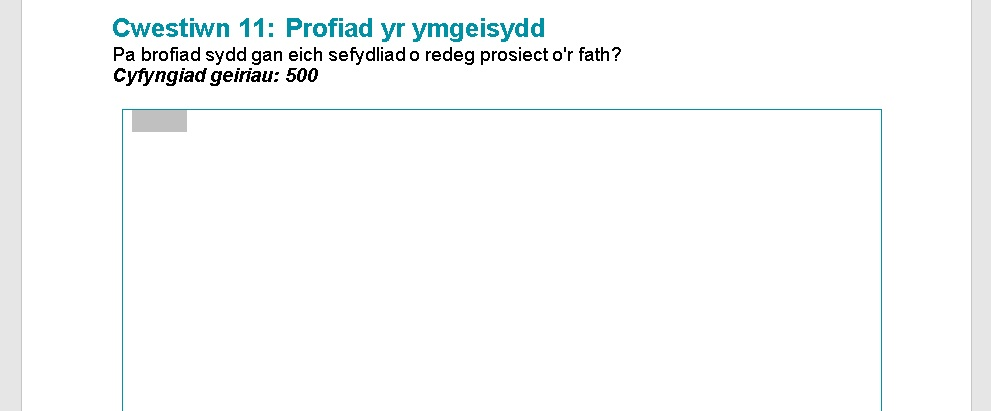 Cwestiwn 11: Profiad yr ymgeisydd
Pa brofiad sydd gan eich sefydliad o redeg prosiect o'r fath?
Cyfyngiad geiriau: 500